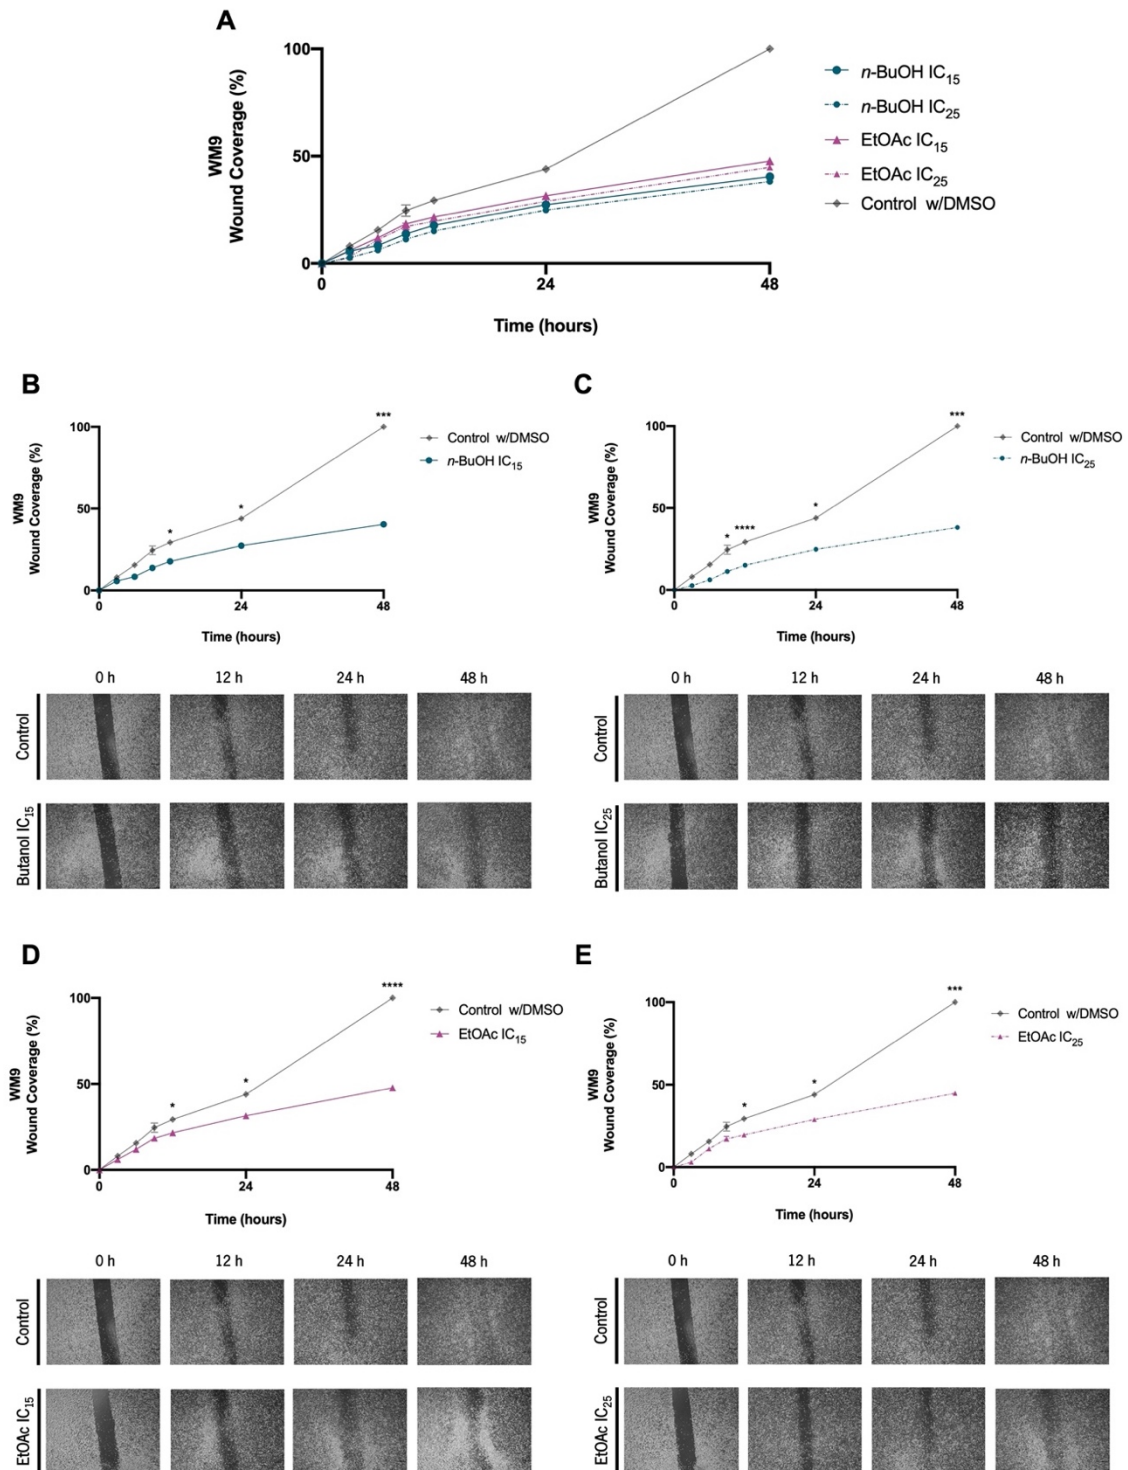 A
100
50
0
0
24
48
WM9
Wound Coverage (%)
Time (hours)
n-BuOH IC15
n-BuOH IC25
EtOAc IC15
EtOAc IC25
Control w/DMSO
B
100
50
0
0
24
48
WM9
Wound Coverage (%)
Time (hours)
*
*
***
Control w/DMSO
n-BuOH IC15
0 h 12 h 24 h 48 h
Control
Butanol IC15
C
100
50
0
0
24
48
WM9
Wound Coverage (%)
Time (hours)
*
****
*
***
Control w/DMSO
n-BuOH IC25
0 h 12 h 24 h 48 h
Control
Butanol IC25
D
100
50
0
0
24
48
WM9
Wound Coverage (%)
Time (hours)
*
*
****
Control w/DMSO
EtOAc IC15
0 h 12 h 24 h 48 h
Control
EtOAc IC15
E
100
50
0
0
24
48
WM9
Wound Coverage (%)
Time (hours)
*
*
***
Control w/DMSO
EtOAc IC25
0 h 12 h 24 h 48 h
Control
EtOAc IC25